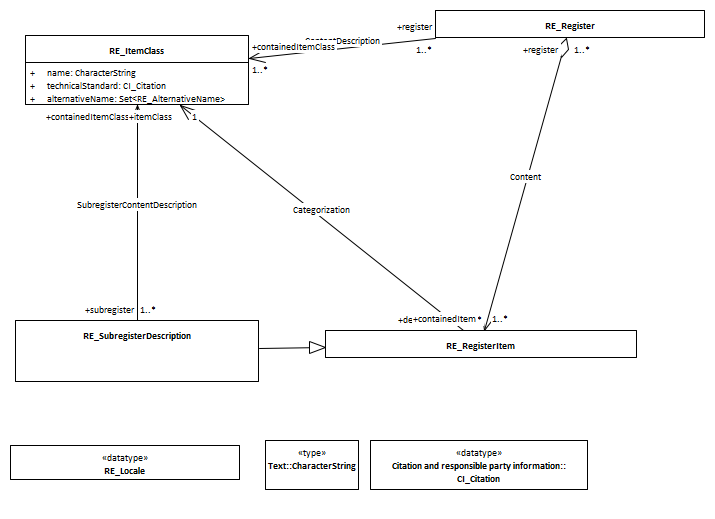 RE_Register
+register
1..*
+register
1..*
+containedItemClass
1..*
RE_ItemClass
+ name: CharacterString
+ technicalStandard: CI_Citation
+ alternativeName: Set<RE_AlternativeName>
+containedItemClass+itemClass
1
Content
SubregisterContentDescription
Categorization
+subregister 1..*
+containedItem *
1..*
RE_SubregisterDescription
RE_RegisterItem
«datatype»
RE_Locale
«type»
Text::CharacterString
«datatype»
Citation and responsible party information::
CI_Citation